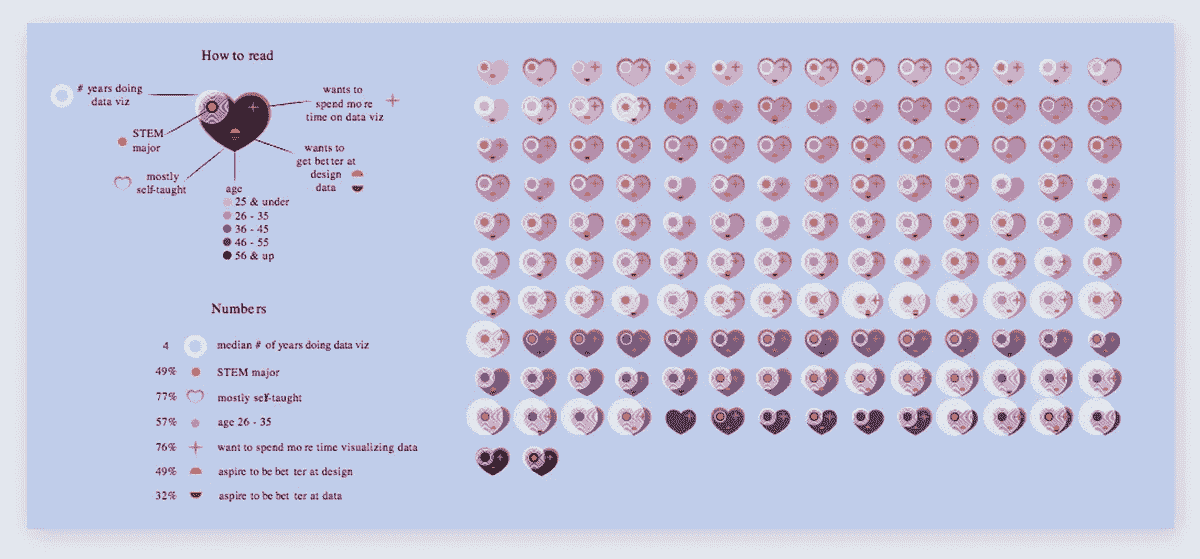 How to read
# years doing
data viz
STEM
major
mostly
self-taught
wants to
spend more
time on data viz
wants to
get better at
design
data
age
25 & under
26 - 35
36 - 45
46 - 55
56 & up
Numbers
4 median # of years doing data viz
49% STEM major
77% mostly self-taught
57% age 26 - 35
76% want to spend more time visualizing data
49% aspire to be better at design
32% aspire to be better at data